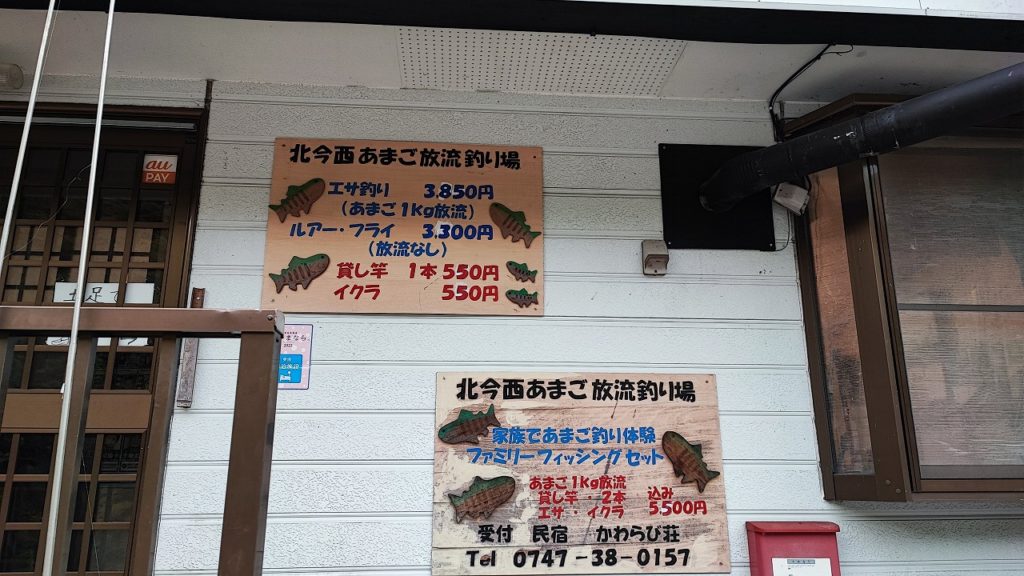 au
PAY
北今西あまご放流釣り場
エサ釣り 3,850円
(あまご1Kg放流)
ルアー・フライ 3,300円
(放流なし)
貸し竿 1本 550円
イクラ 550円
北今西あまご放流釣り場
家族であまご釣り体験
ファミリーフィッシングセット
あまご1Kg放流
貸し竿・2本 込み
エサ・イクラ 5,500円
受付 民宿 かわらび荘
Tel 0747-38-0157